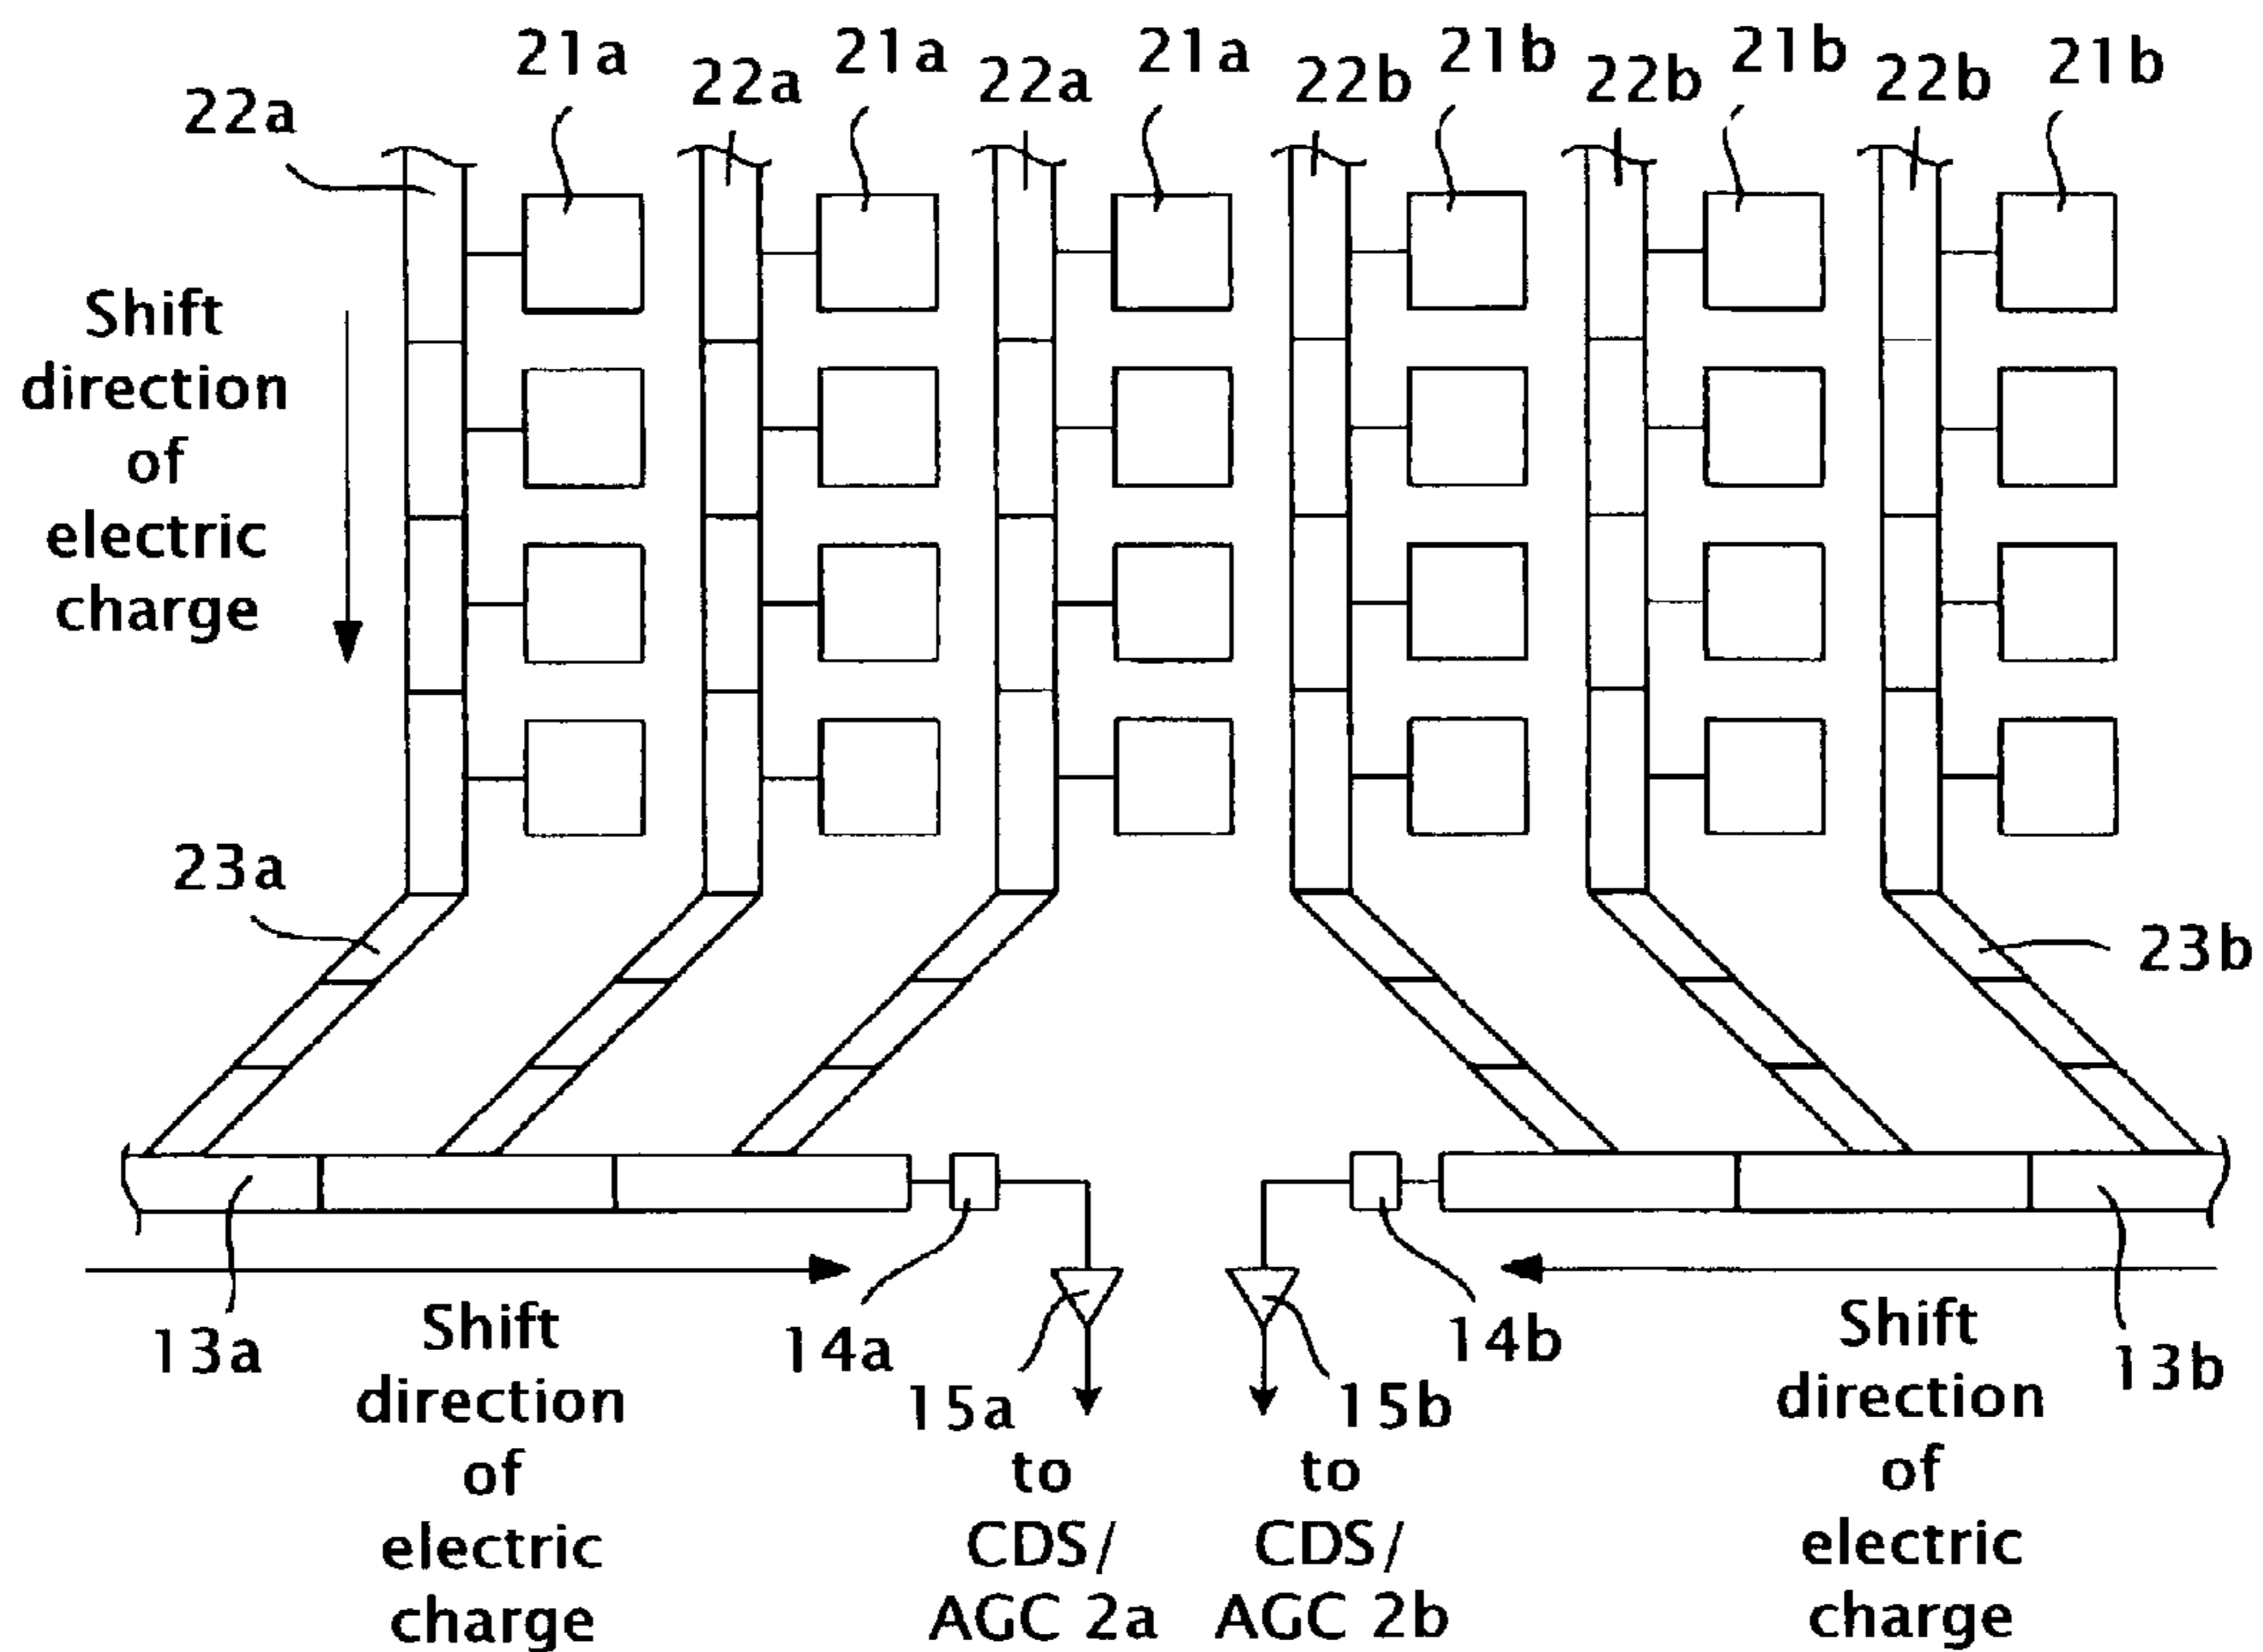 21a
21a
21a
21b
21b
21b
22a
22a
22a
22b
22b
22b
Shift
direction
of
electric
charge
23a
23b
13a
Shift
direction
of
electric
charge
14a
15a
to
CDS/
AGC 2a
15b
to
CDS/
AGC 2b
14b
Shift
direction
of
electric
charge
13b